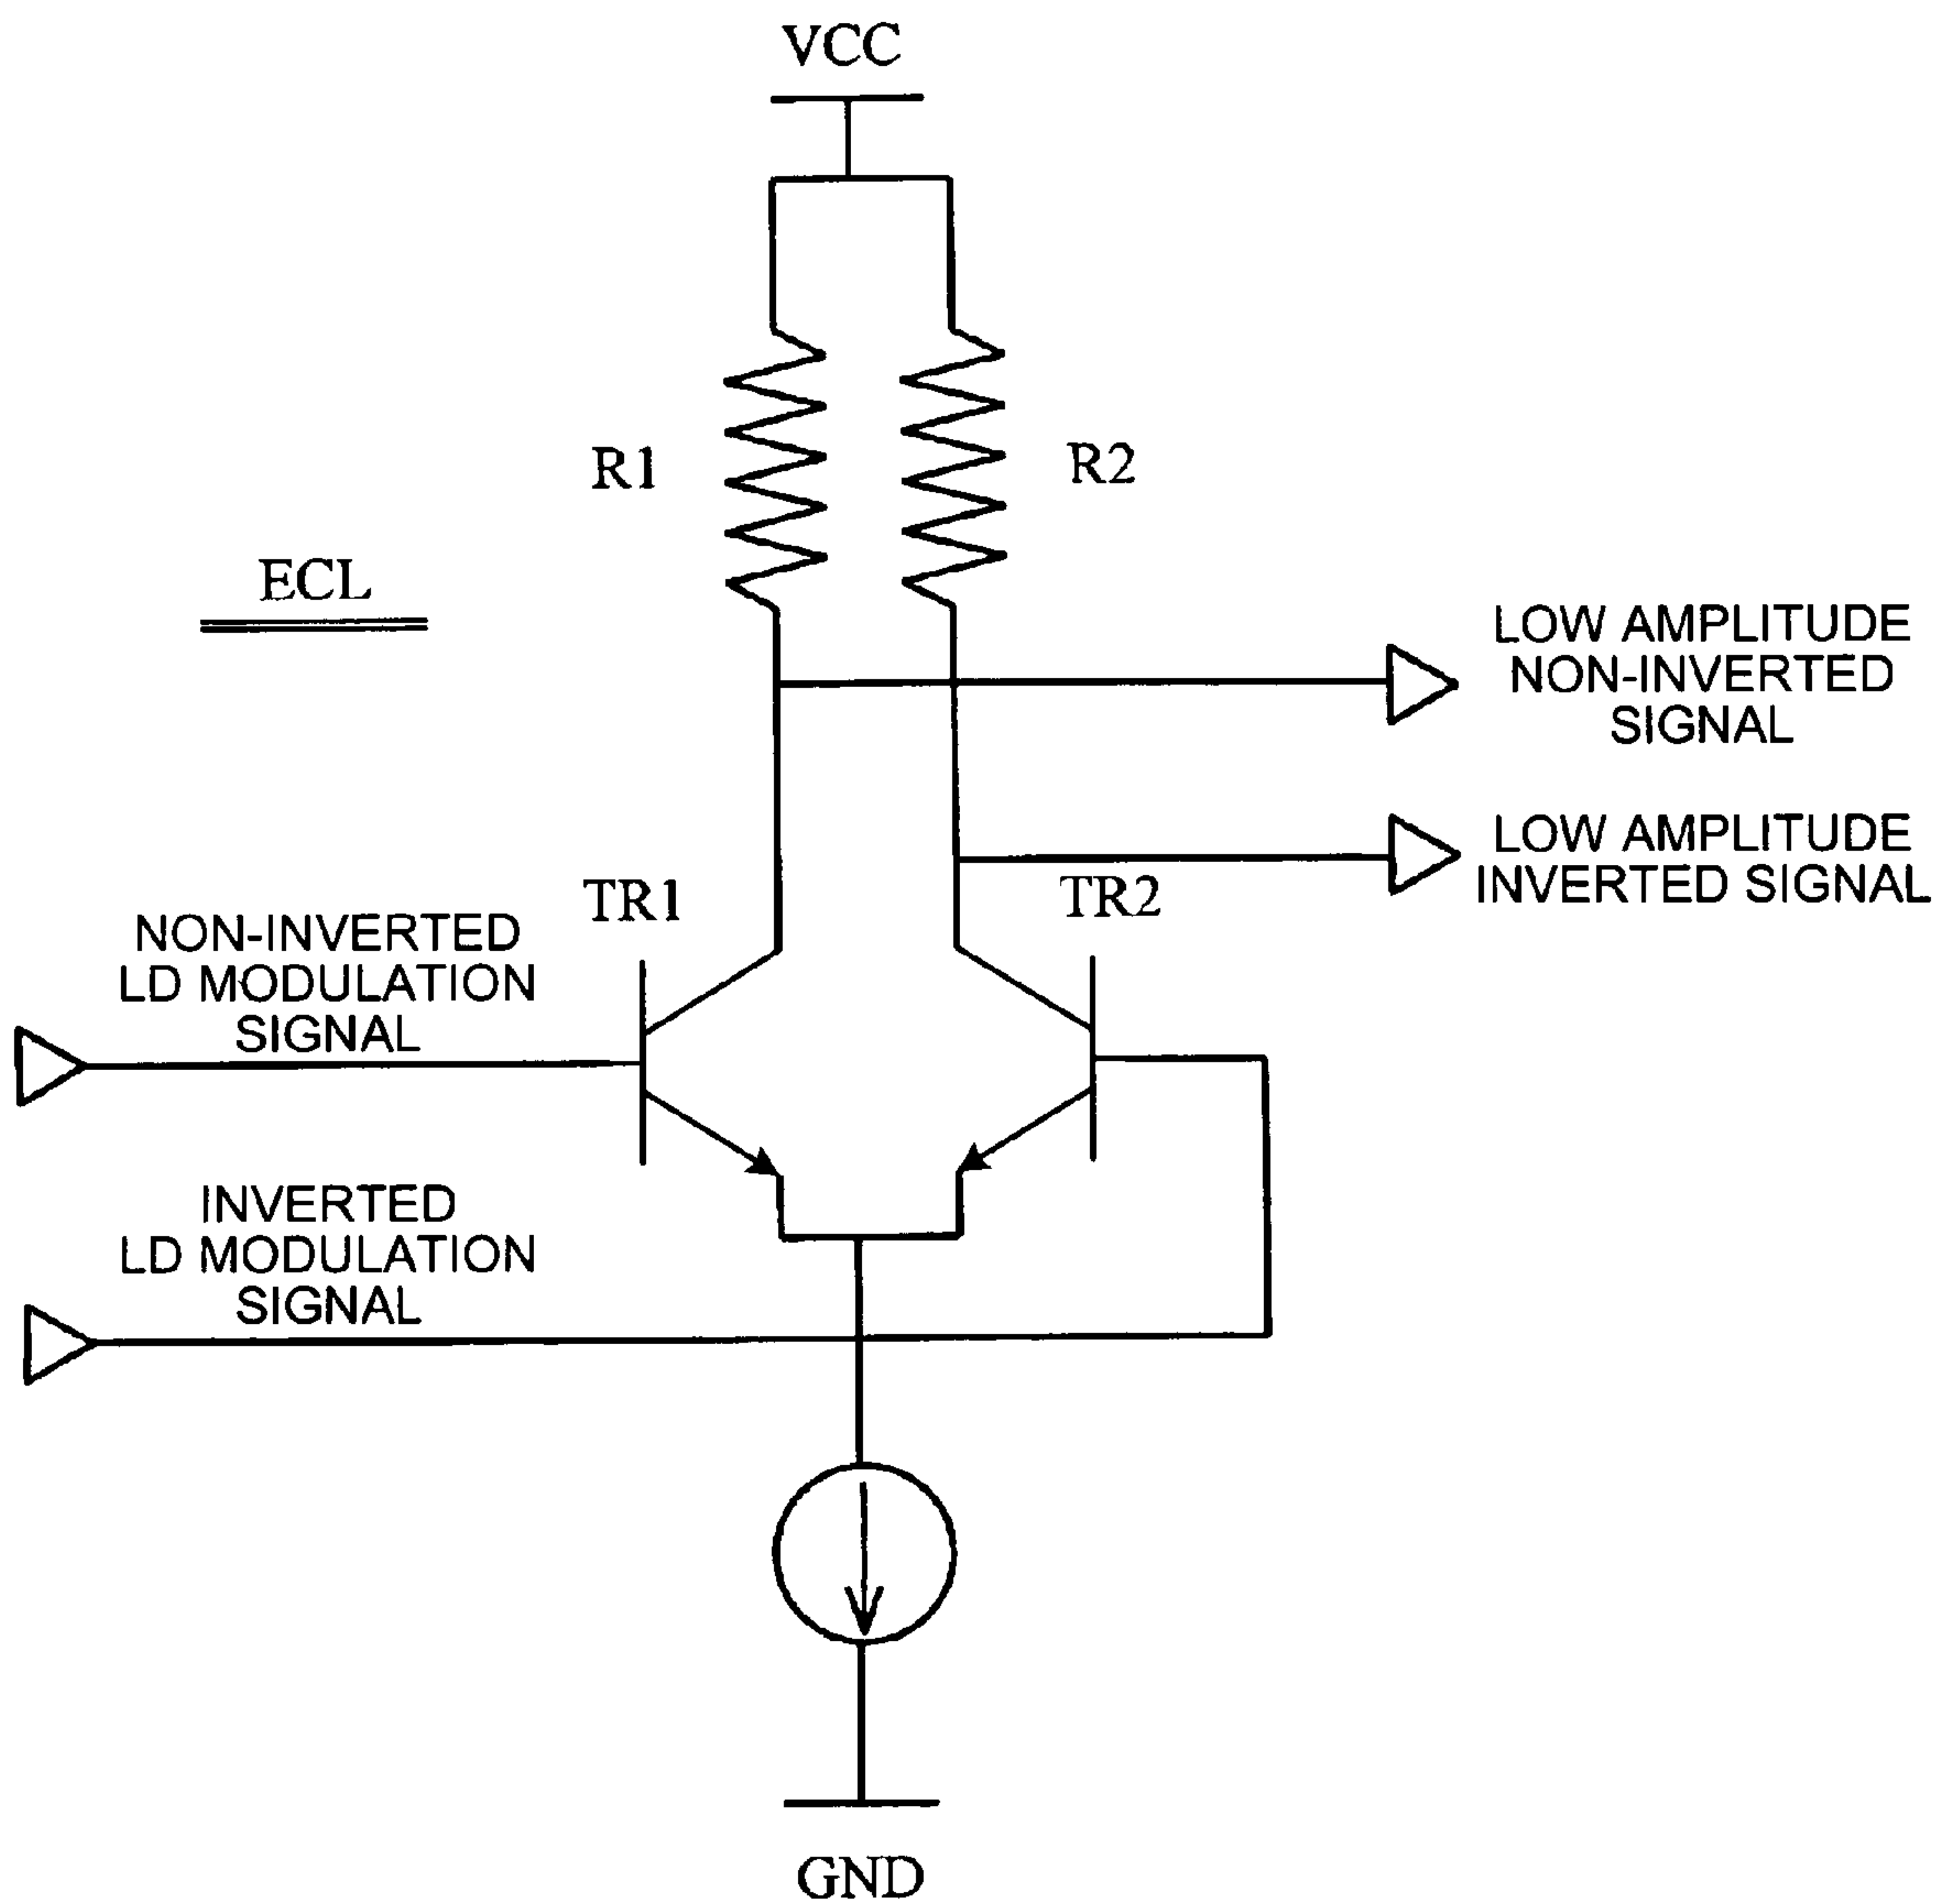 VCC
R1
R2
ECL
LOW AMPLITUDE
NON-INVERTED
SIGNAL
LOW AMPLITUDE
INVERTED SIGNAL
TR1
TR2
NON-INVERTED
LD MODULATION
SIGNAL
INVERTED
LD MODULATION
SIGNAL
GND